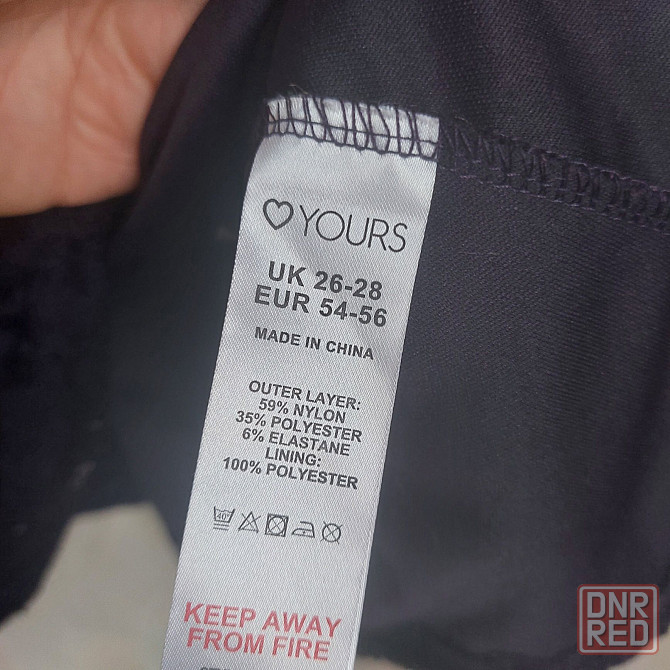 YOURS
UK 26-28
EUR 54-56
MADE IN CHINA
OUTER LAYER:
59% NYLON
35% POLYESTER
6% ELASTANE
LINING:
100% POLYESTER
40°
KEEP AWAY
FROM FIRE
DNR
RED